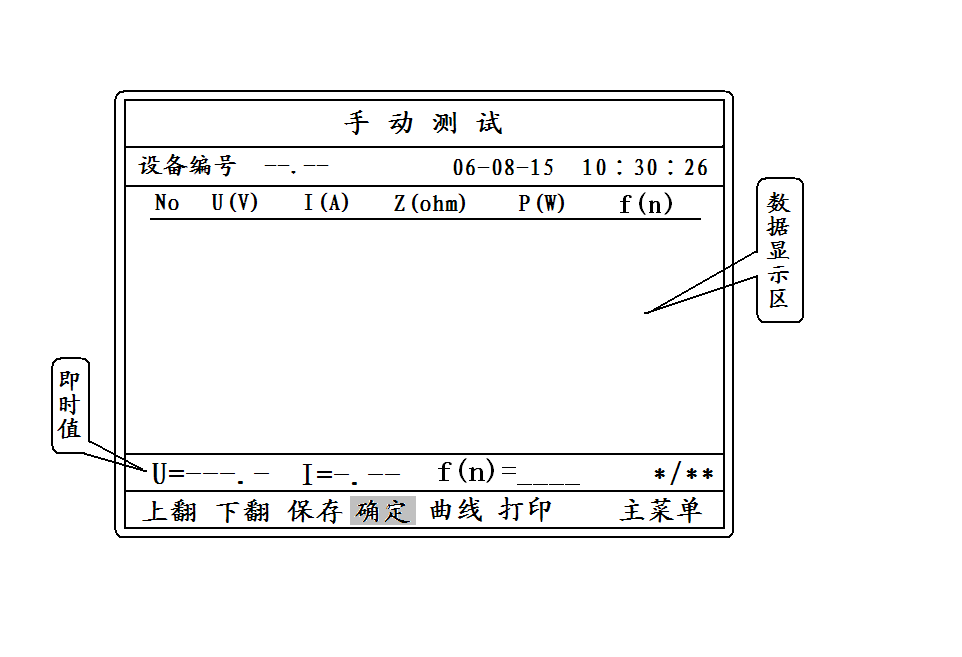 手动测试
设备编号 --.-- 06-08-15 10:30:26
No U(V) I(A) Z(ohm) P(W) f(n)
数据显示区
即时值
U=---.- I=-.-- f(n)=____ */**
上翻 下翻 保存 确定 曲线 打印 主菜单